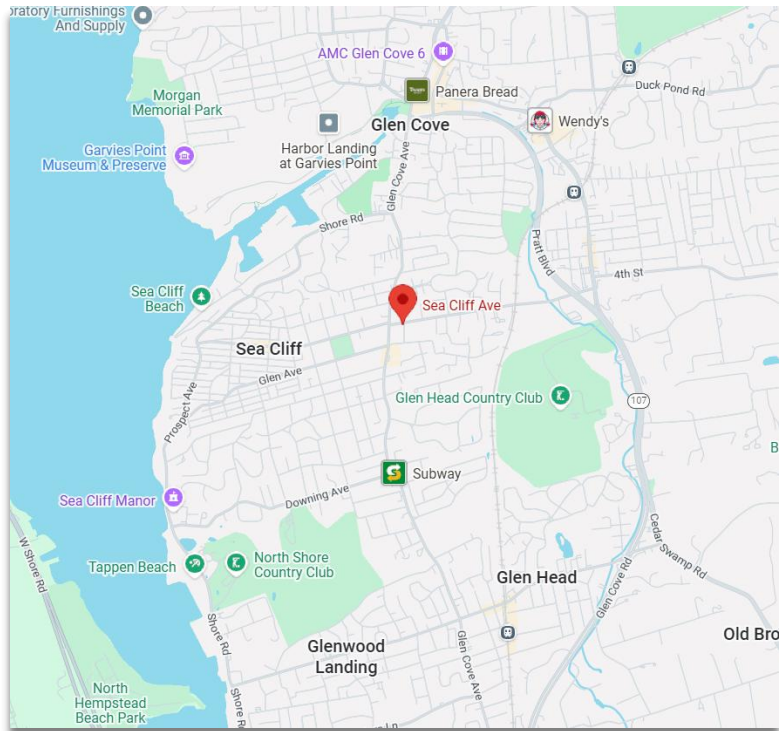 oratory Furnishings
And Supply
AMC Glen Cove 6
Panera Bread
Duck Pond Rd
Morgan
Memorial Park
Wendy's
Glen Cove
Harbor Landing
at Garvies Point
Garvies Point
Museum & Preserve
Glen Cove Ave
Shore Rd
Pratt Blvd
4th St
Sea Cliff
Beach
Sea Cliff Ave
Sea Cliff
Glen Ave
Prospect Ave
Glen Head Country Club
107
Subway
Sea Cliff Manor
Downing Ave
W Shore Rd
Cedar Swamp Rd
Tappen Beach
North Shore
Country Club
Glen Head
Glen Cove Rd
Shore Rd
Old Bro
Glenwood
Landing
Glen Cove Ave
North
Hempstead
Beach Park
Shore Rd